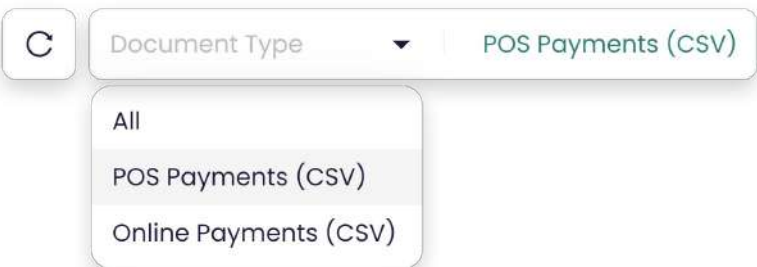 Document Type POS Payments (CSV)
All
POS Payments (CSV)
Online Payments (CSV)